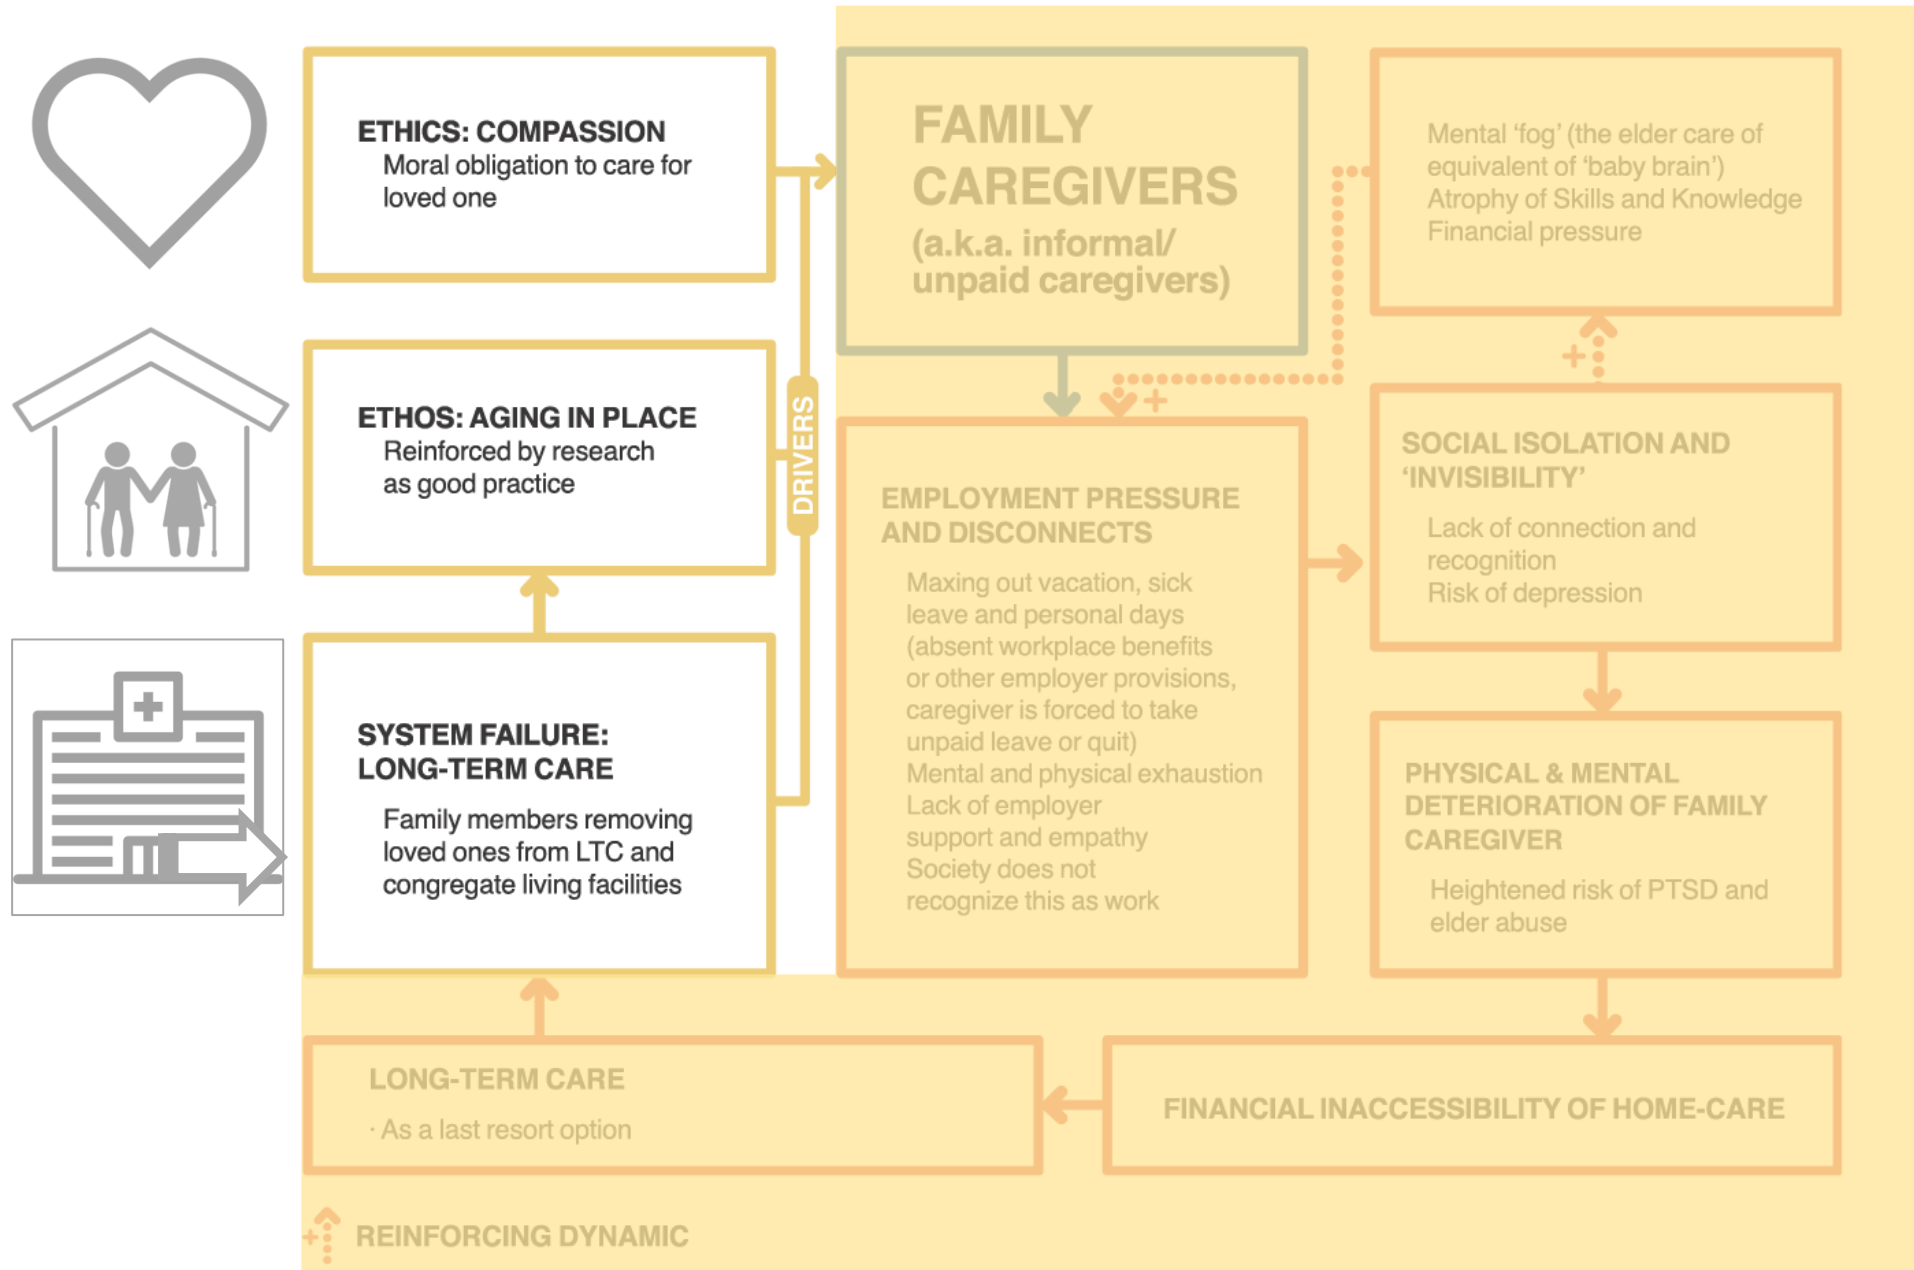 ETHICS: COMPASSION
Moral obligation to care for
loved one
ETHOS: AGING IN PLACE
Reinforced by research
as good practice
SYSTEM FAILURE:
LONG-TERM CARE
Family members removing
loved ones from LTC and
congregate living facilities
DRIVERS
FAMILY
CAREGIVERS
(a.k.a. informal/
unpaid caregivers)
EMPLOYMENT PRESSURE
AND DISCONNECTS
Maxing out vacation, sick
leave and personal days
(absent workplace benefits
or other employer provisions,
caregiver is forced to take
unpaid leave or quit)
Mental and physical exhaustion
Lack of employer
support and empathy
Society does not
recognize this as work
Mental ‘fog’ (the elder care of
equivalent of ‘baby brain’)
Atrophy of Skills and Knowledge
Financial pressure
+
+
SOCIAL ISOLATION AND
‘INVISIBILITY’
Lack of connection and
recognition
Risk of depression
PHYSICAL & MENTAL
DETERIORATION OF FAMILY
CAREGIVER
Heightened risk of PTSD and
elder abuse
FINANCIAL INACCESSIBILITY OF HOME-CARE
LONG-TERM CARE
· As a last resort option
+ REINFORCING DYNAMIC